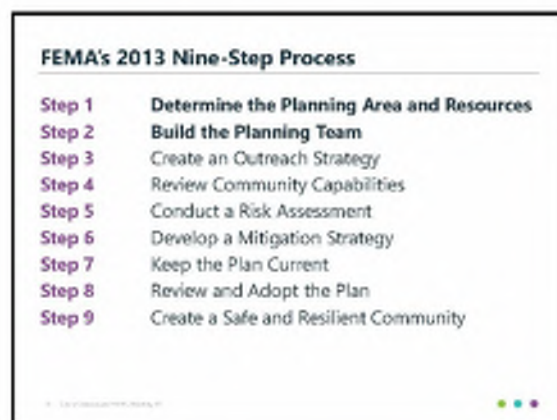 FEMA's 2013 Nine-Step Process
Step 1 Determine the Planning Area and Resources
Step 2 Build the Planning Team
Step 3 Create an Outreach Strategy
Step 4 Review Community Capabilities
Step 5 Conduct a Risk Assessment
Step 6 Develop a Mitigation Strategy
Step 7 Keep the Plan Current
Step 8 Review and Adopt the Plan
Step 9 Create a Safe and Resilient Community